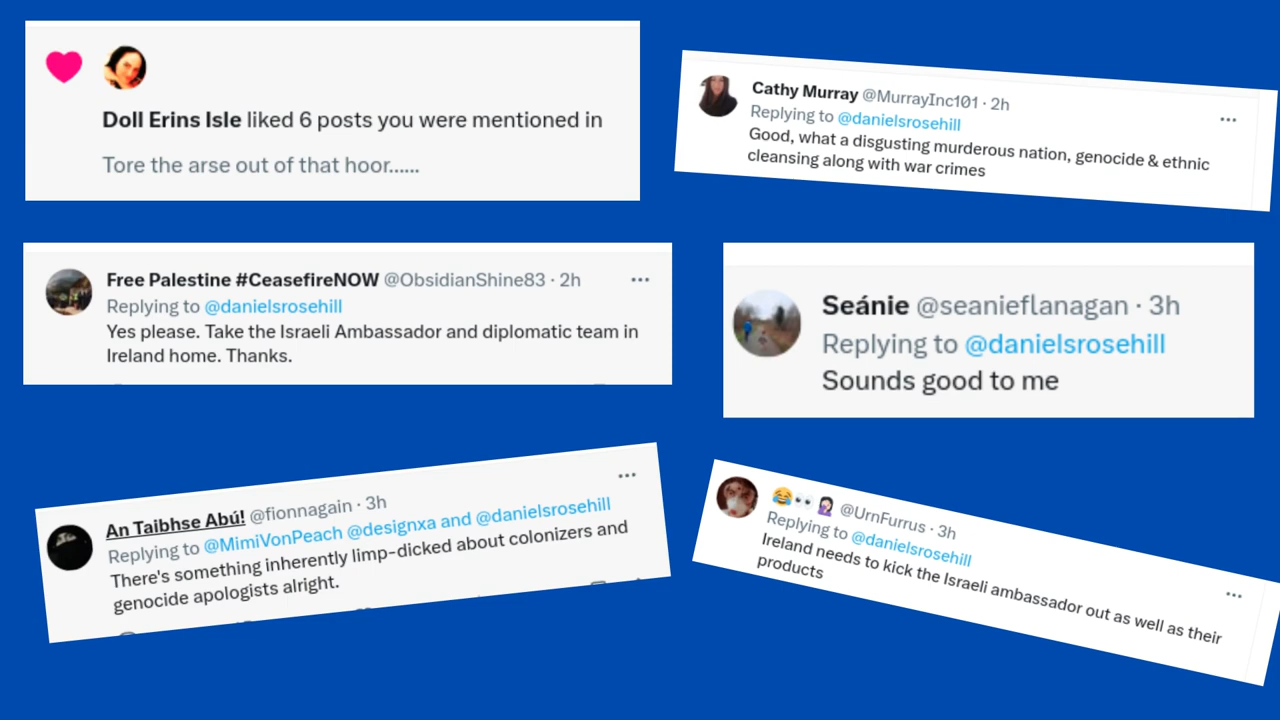 Doll Erins Isle liked 6 posts you were mentioned in
Tore the arse out of that hoor......
Cathy Murray @MurrayInc101 · 2h
Replying to @danielsrosehill
Good, what a disgusting murderous nation, genocide & ethnic
cleansing along with war crimes
Free Palestine #CeasefireNOW @ObsidianShine83 · 2h
Replying to @danielsrosehill
Yes please. Take the Israeli Ambassador and diplomatic team in
Ireland home. Thanks.
Seánie @seanieflanagan · 3h
Replying to @danielsrosehill
Sounds good to me
An Taibhse Abú! @fionnagain · 3h
Replying to @MimiVonPeach @designxa and @danielsrosehill
There's something inherently limp-dicked about colonizers and
genocide apologists alright.
😂👀🤦🏻‍♀️ @UrnFurrus · 3h
Replying to @danielsrosehill
Ireland needs to kick the Israeli ambassador out as well as their
products